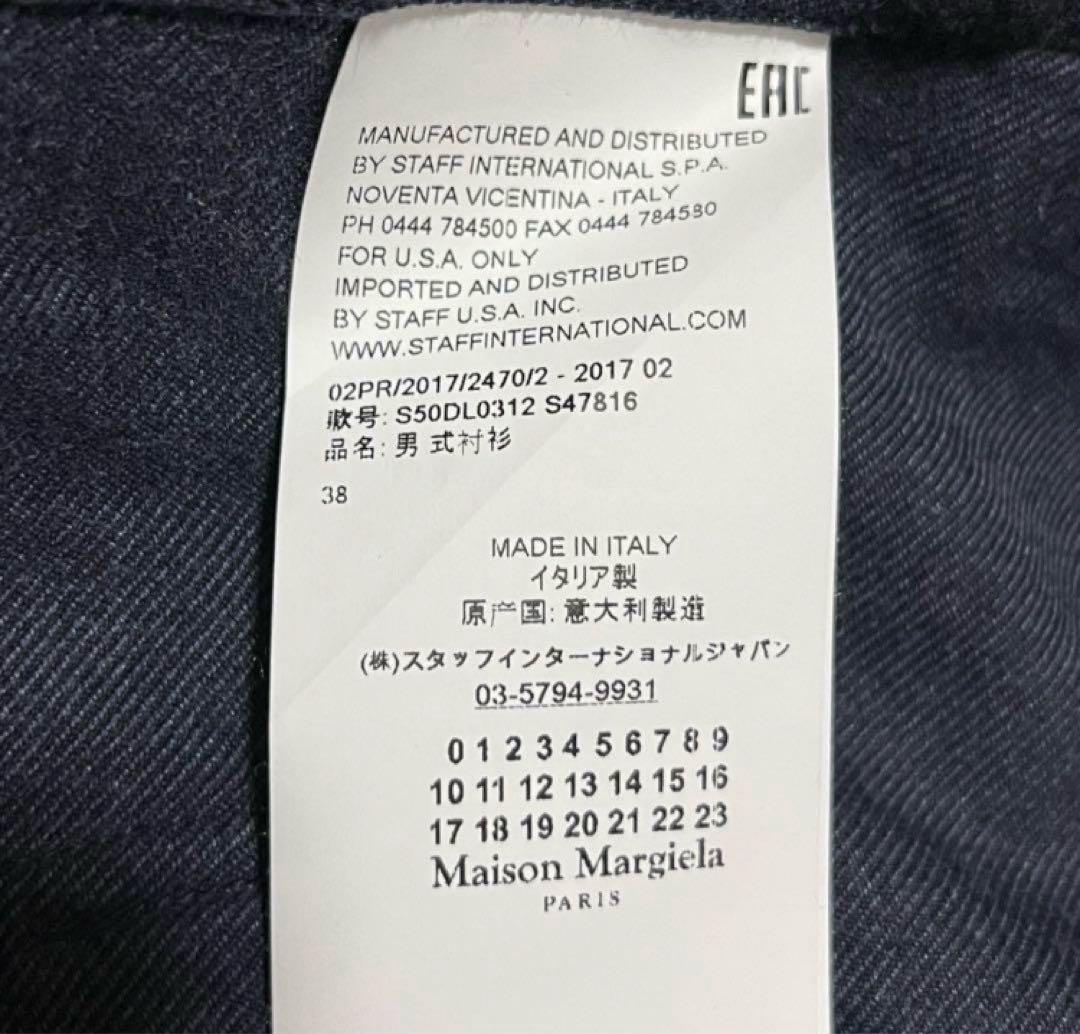 EAC
MANUFACTURED AND DISTRIBUTED
BY STAFF INTERNATIONAL S.P.A.
NOVENTA VICENTINA - ITALY
PH 0444 784500 FAX 0444 784530
FOR U.S.A. ONLY
IMPORTED AND DISTRIBUTED
BY STAFF U.S.A. INC.
WWW.STAFFINTERNATIONAL.COM
02PR/2017/2470/2 - 2017 02
款号: S50DL0312 S47816
品名: 男 式衬衫
38
MADE IN ITALY
イタリア製
原产国: 意大利製造
(株)スタッフインターナショナルジャパン
03-5794-9931
0 1 2 3 4 5 6 7 8 9
10 11 12 13 14 15 16
17 18 19 20 21 22 23
Maison Margiela
PARIS